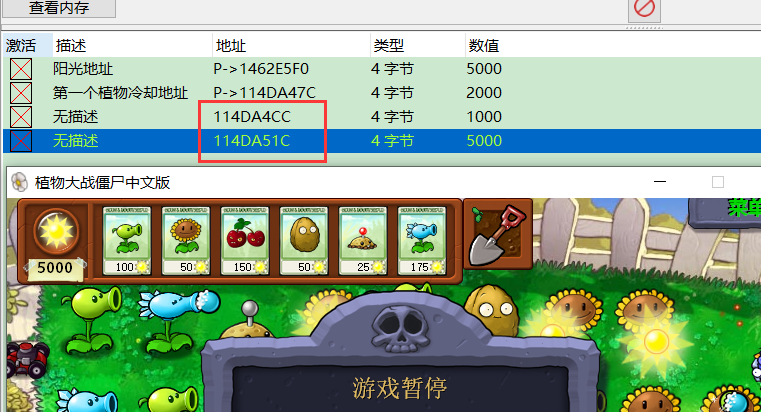 查看内存
激活 描述 地址 类型 数值
阳光地址 P->1462E5F0 4 字节 5000
第一个植物冷却地址 P->114DA47C 4 字节 2000
无描述 114DA4CC 4 字节 1000
无描述 114DA51C 4 字节 5000
植物大战僵尸中文版
菜单
5000 100 50 150 50 25 175
游戏暂停